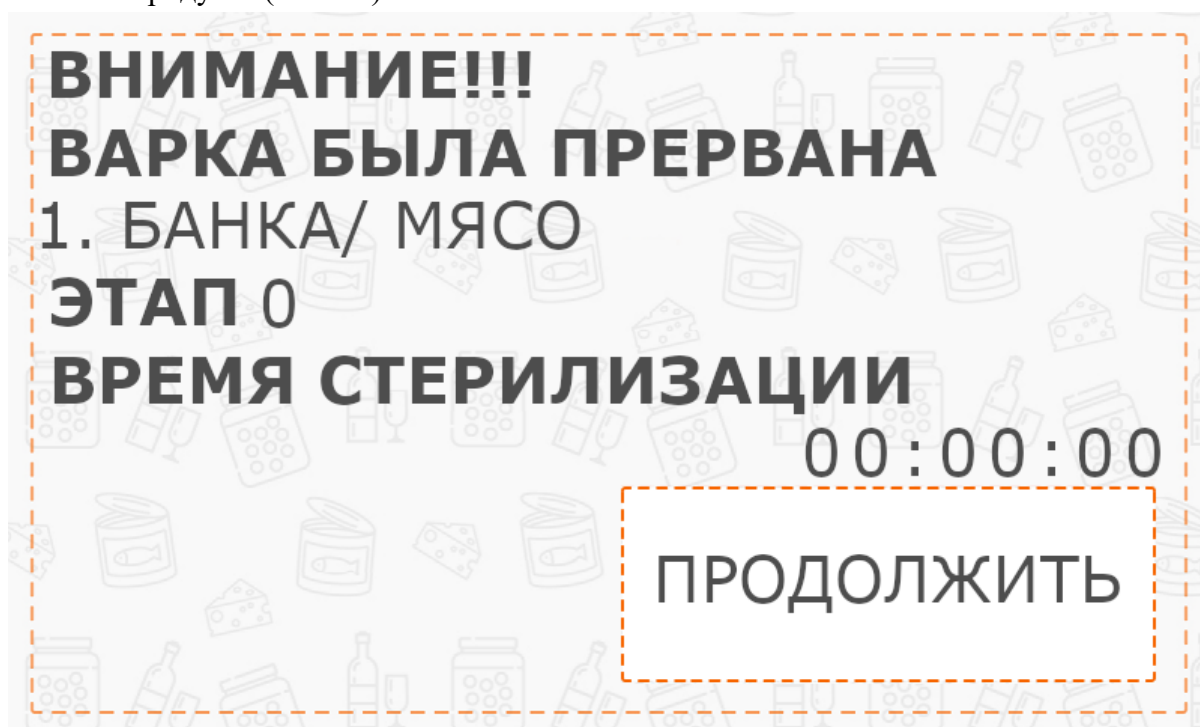 ВНИМАНИЕ!!!
ВАРКА БЫЛА ПРЕРВАНА
1. БАНКА/ МЯСО
ЭТАП 0
ВРЕМЯ СТЕРИЛИЗАЦИИ
00:00:00
ПРОДОЛЖИТЬ